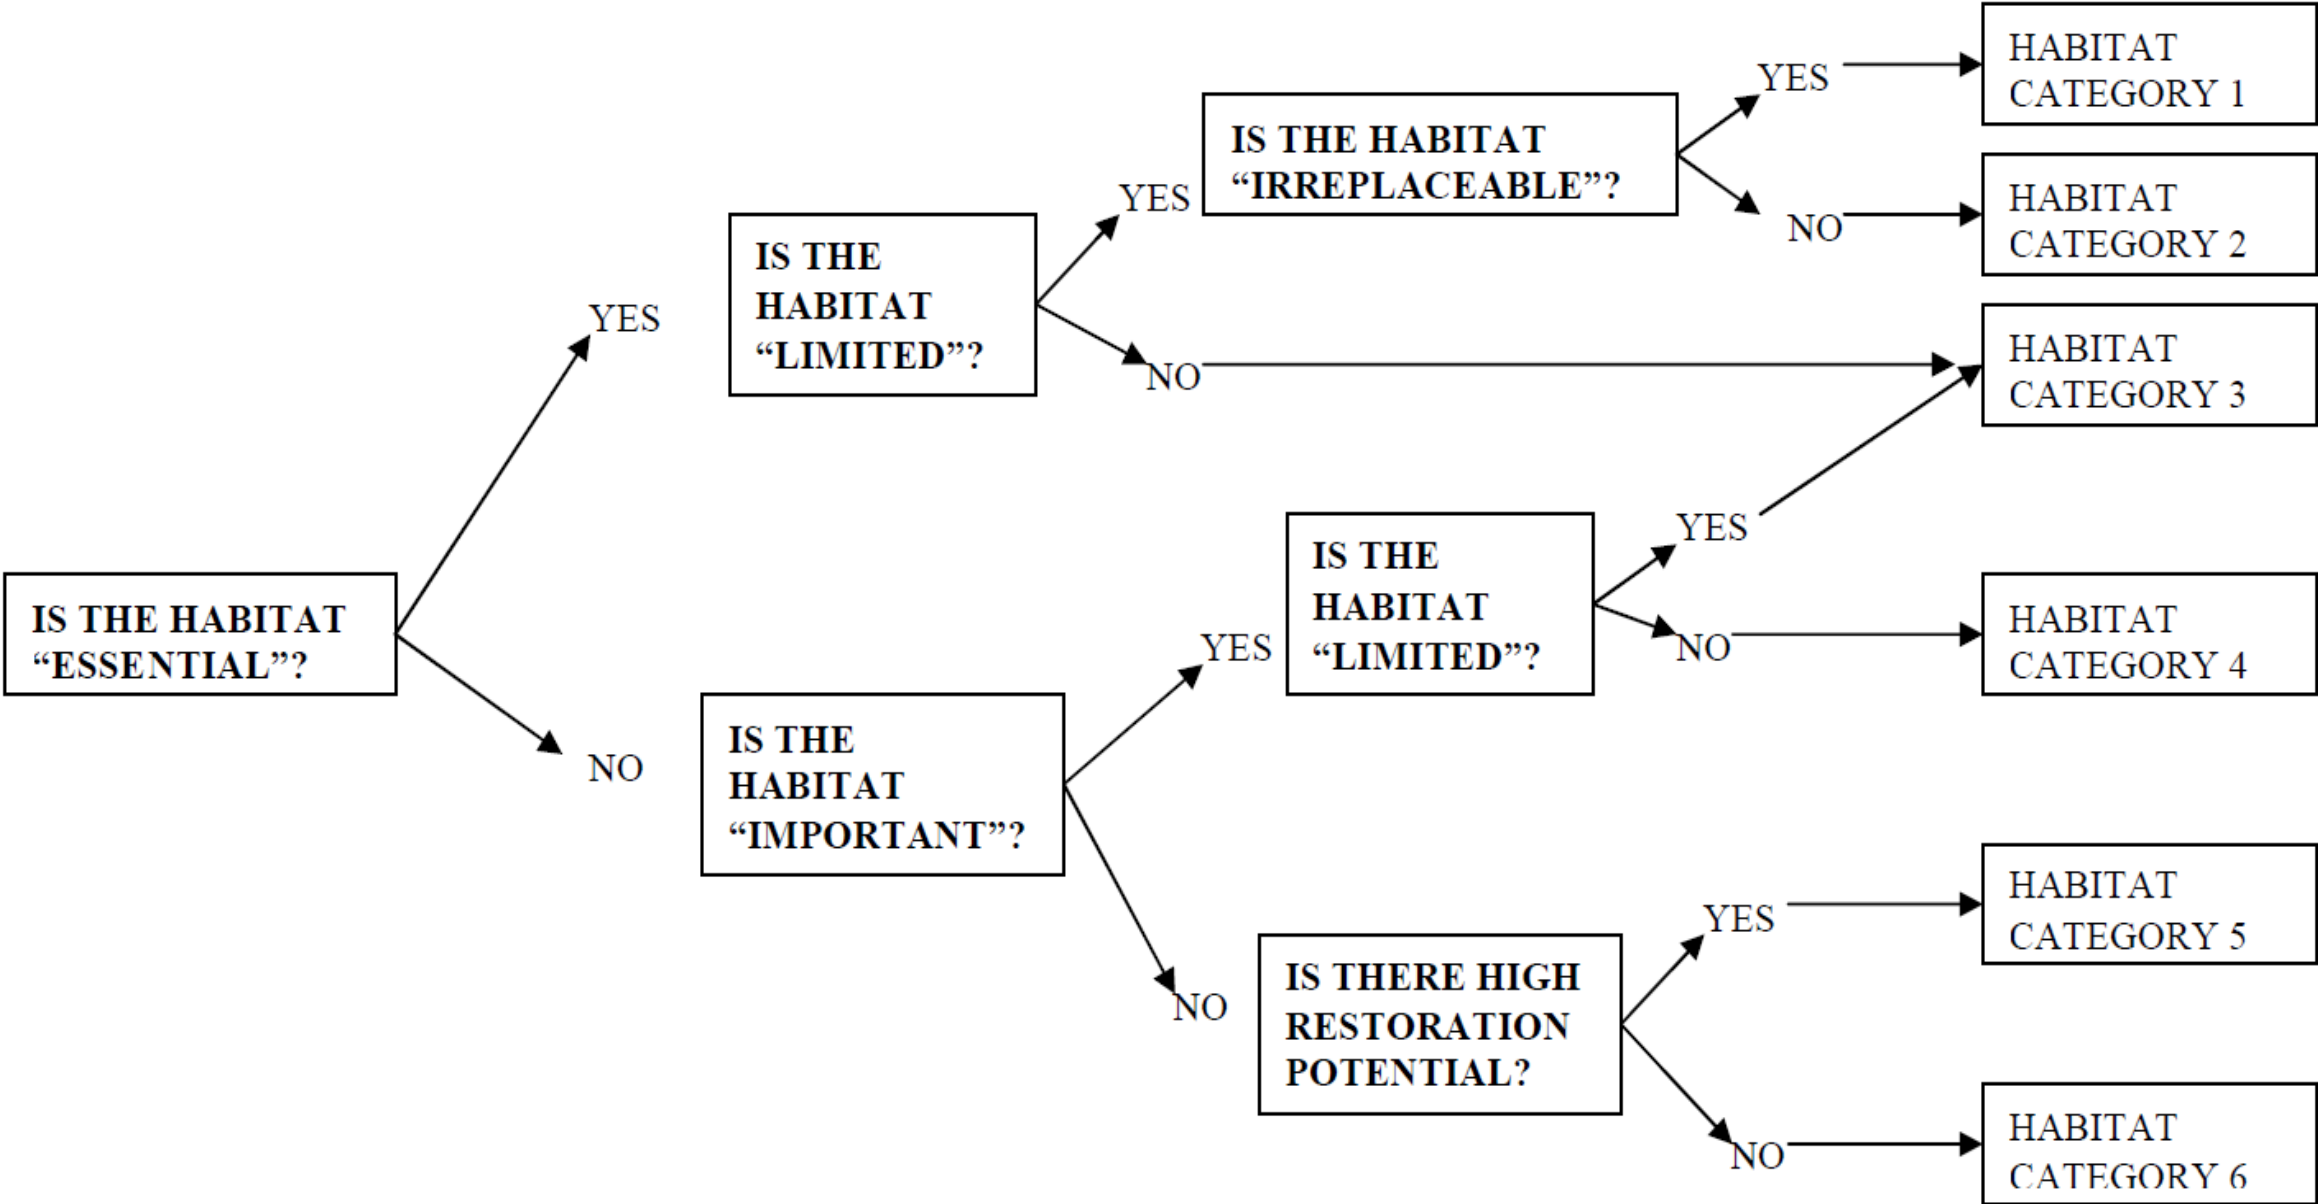 IS THE HABITAT
“ESSENTIAL”?
YES
NO
IS THE
HABITAT
“LIMITED”?
YES
NO
IS THE HABITAT
“IRREPLACEABLE”?
YES
NO
HABITAT
CATEGORY 1
HABITAT
CATEGORY 2
HABITAT
CATEGORY 3
IS THE
HABITAT
“IMPORTANT”?
YES
NO
IS THE
HABITAT
“LIMITED”?
YES
NO
HABITAT
CATEGORY 4
IS THERE HIGH
RESTORATION
POTENTIAL?
YES
NO
HABITAT
CATEGORY 5
HABITAT
CATEGORY 6